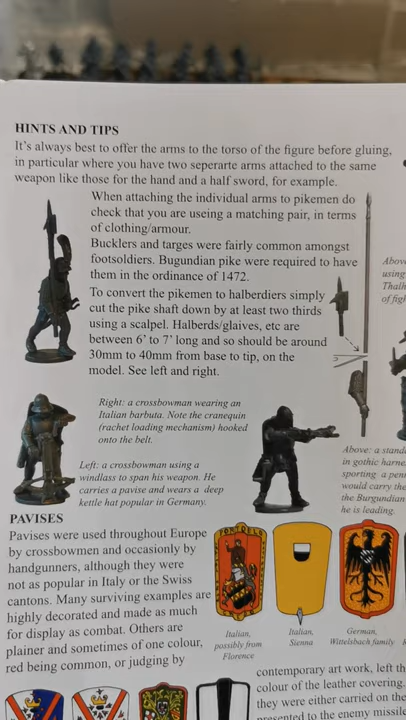 HINTS AND TIPS
It's always best to offer the arms to the torso of the figure before gluing,
in particular where you have two seperarte arms attached to the same
weapon like those for the hand and a half sword, for example.
When attaching the individual arms to pikemen do
check that you are useing a matching pair, in terms
of clothing/armour.
Bucklers and targes were fairly common amongst
footsoldiers. Bugundian pike were required to have
them in the ordinance of 1472.
To convert the pikemen to halberdiers simply
cut the pike shaft down by at least two thirds
using a scalpel. Halberds/glaives, etc are
between 6' to 7' long and so should be around
30mm to 40mm from base to tip, on the
model. See left and right.
Above
using
Thalh
of figh
Right: a crossbowman wearing an
Italian barbuta. Note the cranequin
(rachet loading mechanism) hooked
onto the belt.
Left: a crossbowman using a
windlass to span his weapon. He
carries a pavise and wears a deep
kettle hat popular in Germany.
Above: a stand
in gothic harne
sporting a penn
would carry the
the Burgundian
he is leading.
PAVISES
Pavises were used throughout Europe
by crossbowmen and occasionly by
handgunners, although they were
not as popular in Italy or the Swiss
cantons. Many surviving examples are
highly decorated and made as much
for display as combat. Others are
plainer and sometimes of one colour,
red being common, or judging by
Italian,
possibly from
Florence
Italian,
Sienna
German,
Wittelsbach family
contemporary art work, left th
colour of the leather covering.
they were either carried on the
presented to the enemy missile